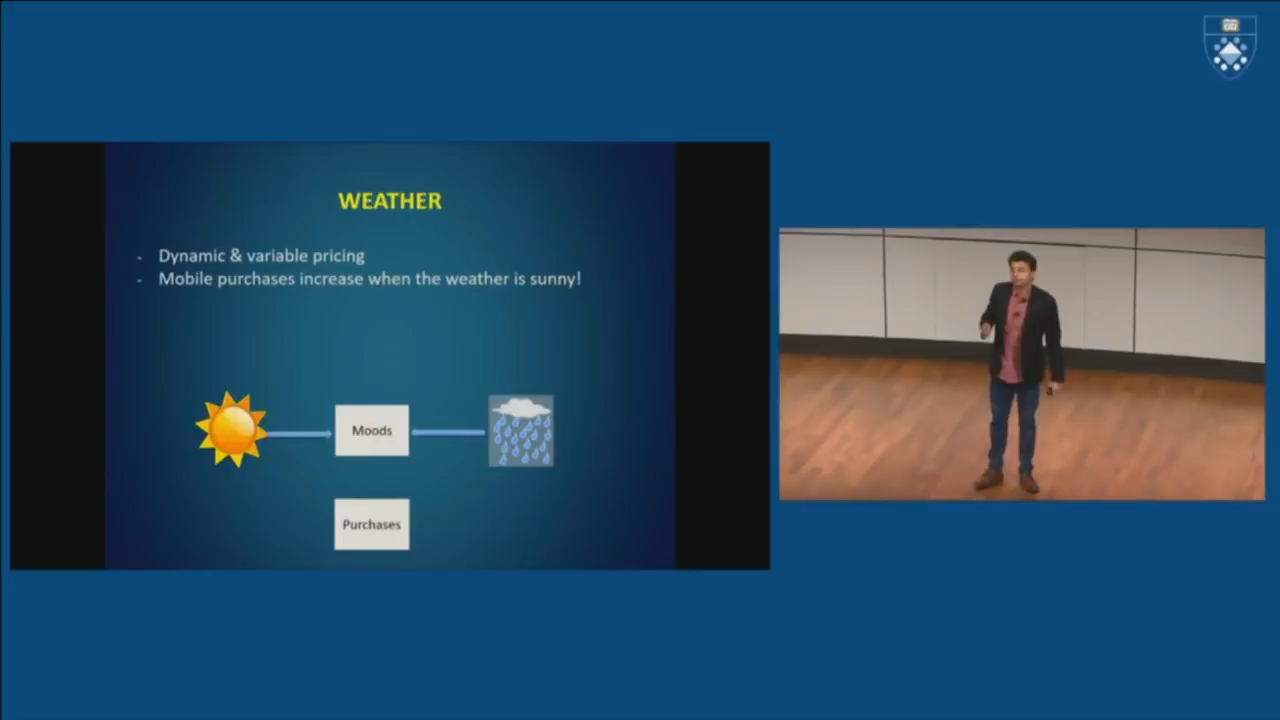 WEATHER
- Dynamic & variable pricing
- Mobile purchases increase when the weather is sunny!
Moods
Purchases